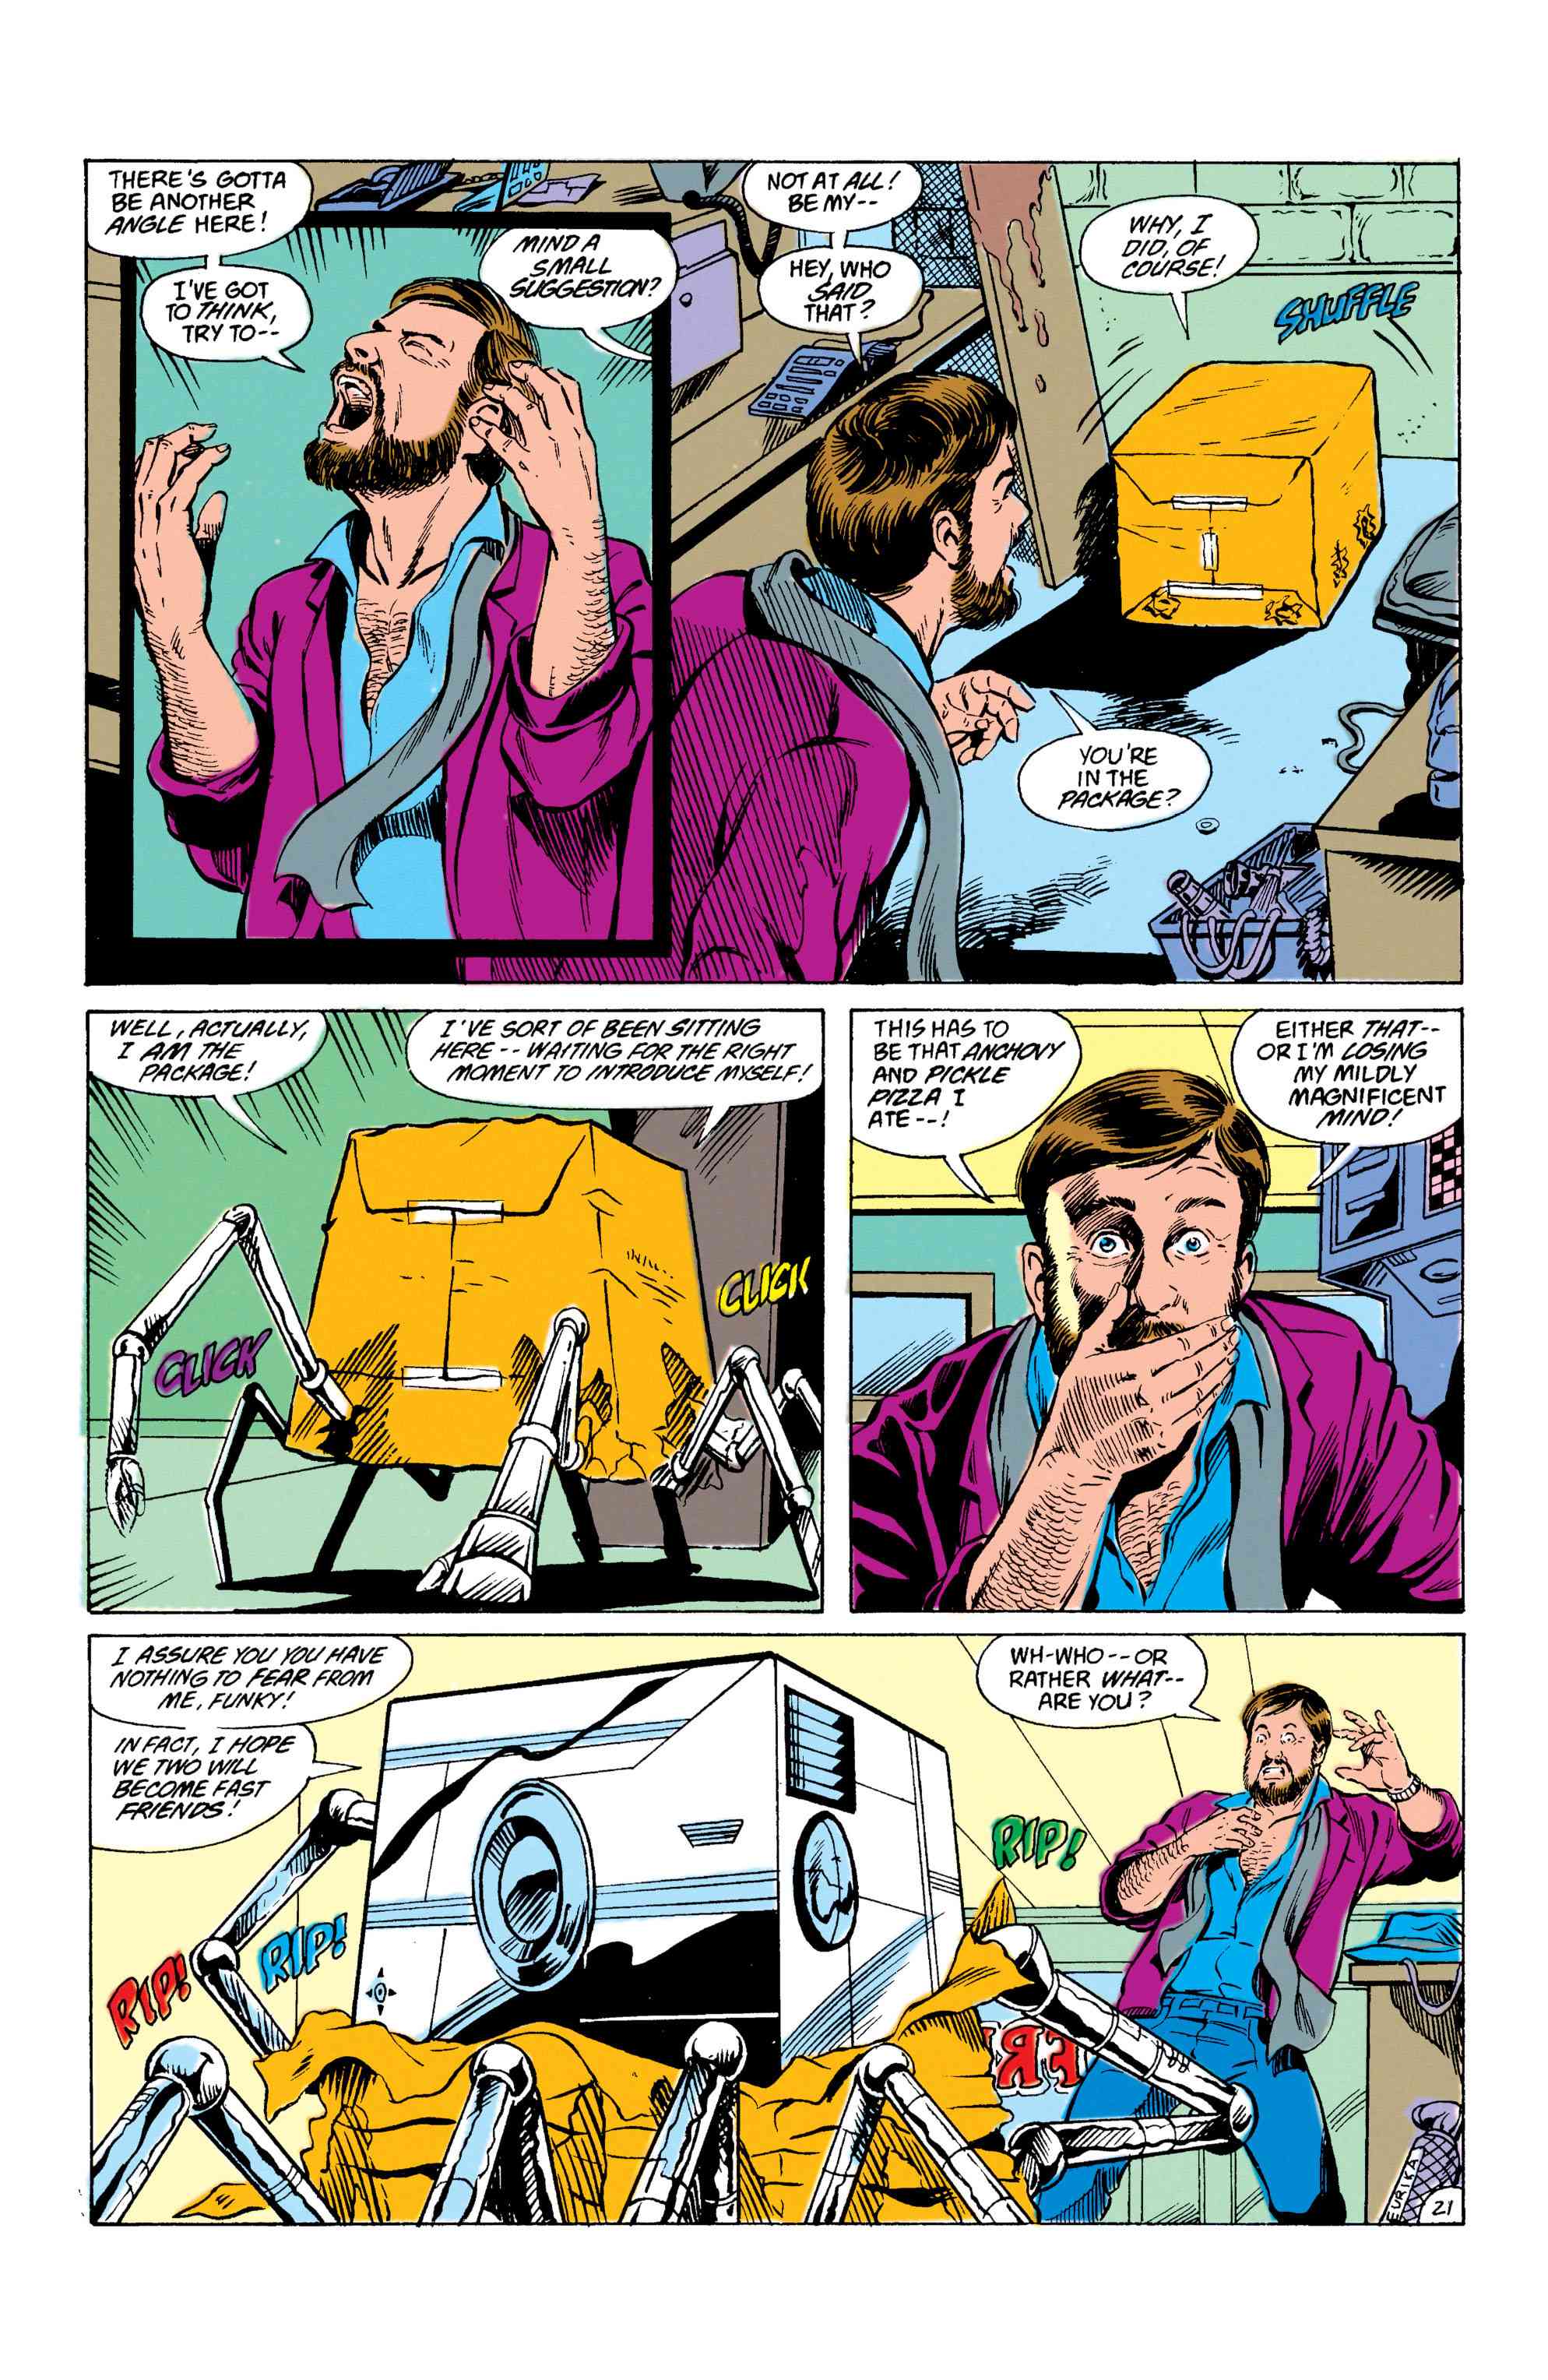 THERE'S GOTTA
BE ANOTHER
ANGLE HERE!
I'VE GOT
TO THINK,
TRY TO--
MIND A
SMALL
SUGGESTION?
NOT AT ALL!
BE MY--
HEY, WHO
SAID
THAT?
WHY, I
DID, OF
COURSE!
SHUFFLE
YOU'RE
IN THE
PACKAGE?
WELL, ACTUALLY,
I AM THE
PACKAGE!
I'VE SORT OF BEEN SITTING
HERE -- WAITING FOR THE RIGHT
MOMENT TO INTRODUCE MYSELF!
CLICK
CLICK
THIS HAS TO
BE THAT ANCHOVY
AND PICKLE
PIZZA I
ATE--!
EITHER THAT--
OR I'M LOSING
MY MILDLY
MAGNIFICENT
MIND!
I ASSURE YOU YOU HAVE
NOTHING TO FEAR FROM
ME, FUNKY!
IN FACT, I HOPE
WE TWO WILL
BECOME FAST
FRIENDS!
WH-WHO--OR
RATHER WHAT--
ARE YOU?
RIP!
RIP!
RIP!
EURIKA
21